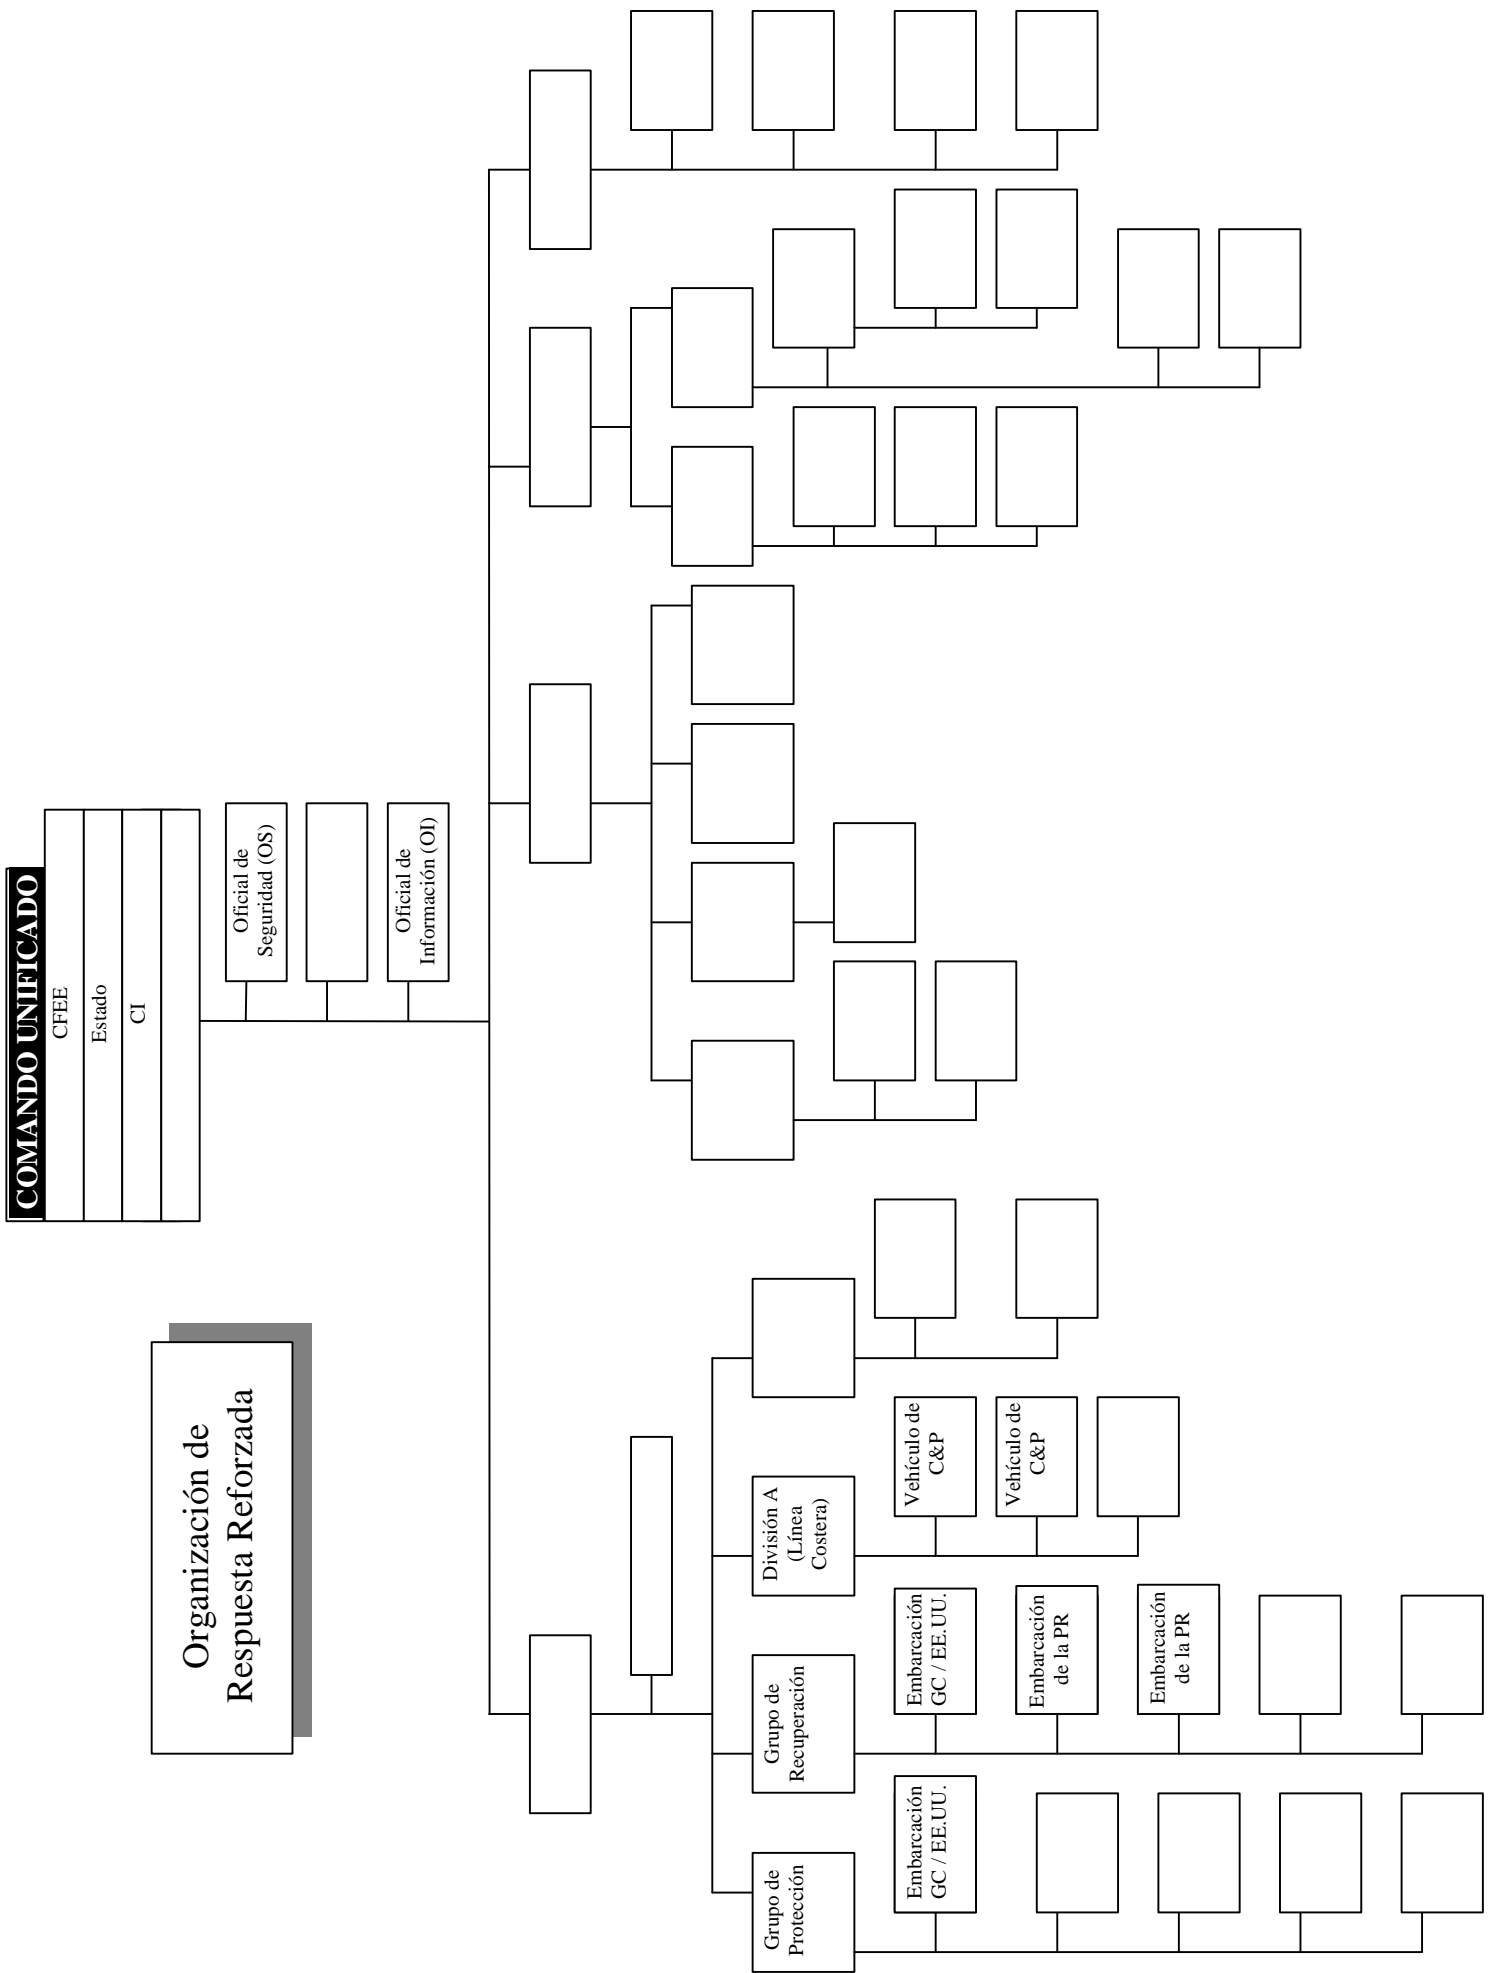 COMANDO UNIFICADO
CFEE
Estado
CI
Organización de
Respuesta Reforzada
Oficial de
Seguridad (OS)
Oficial de
Información (OI)
Grupo de
Protección
Embarcación
GC / EE.UU.
Grupo de
Recuperación
Embarcación
GC / EE.UU.
Embarcación
de la PR
Embarcación
de la PR
División A
(Línea
Costera)
Vehículo de
C&P
Vehículo de
C&P